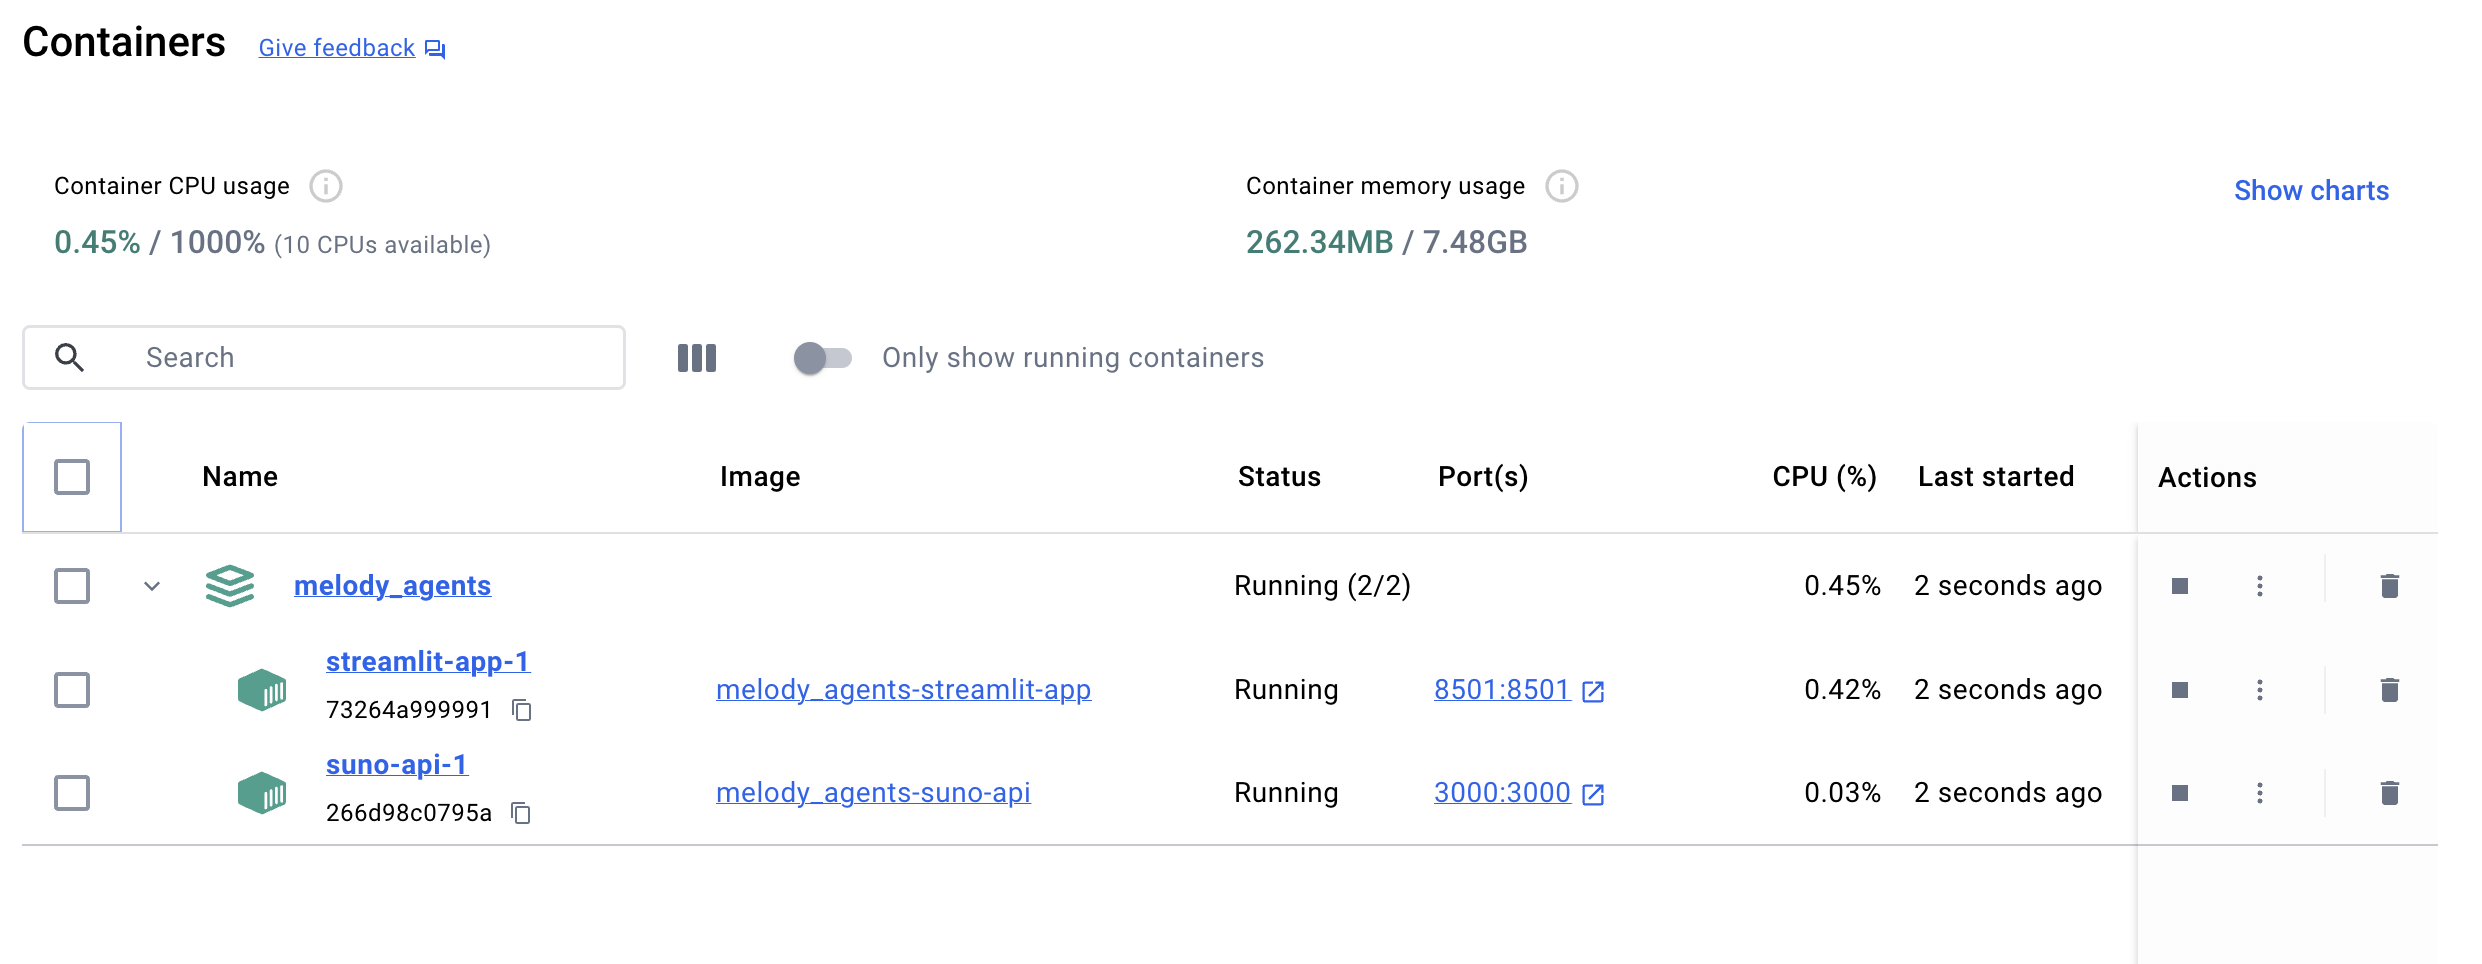 Containers Give feedback
Container CPU usage
0.45% / 1000% (10 CPUs available)
Container memory usage
262.34MB / 7.48GB
Show charts
Search
Only show running containers
Name Image Status Port(s) CPU (%) Last started Actions
melody_agents Running (2/2) 0.45% 2 seconds ago
streamlit-app-1
73264a999991
melody_agents-streamlit-app Running 8501:8501 0.42% 2 seconds ago
suno-api-1
266d98c0795a
melody_agents-suno-api Running 3000:3000 0.03% 2 seconds ago